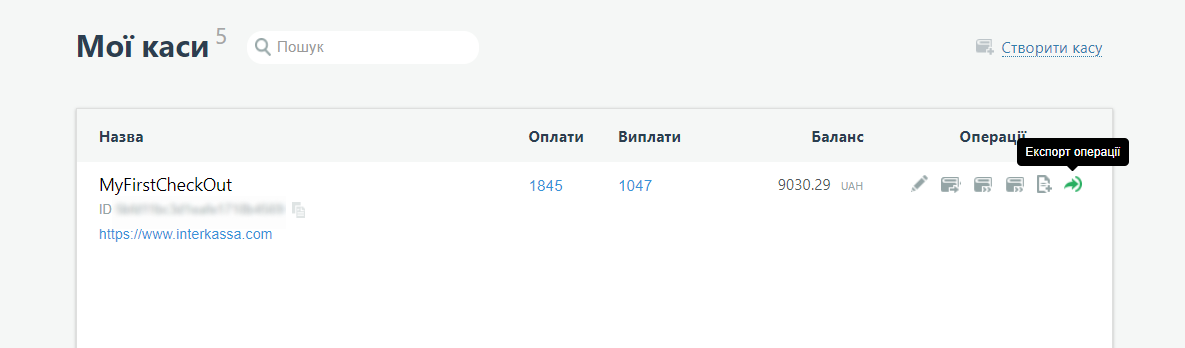 Мої каси 5
Пошук
Створити касу
Назва Оплати Виплати Баланс Операції
Експорт операції
MyFirstCheckOut 1845 1047 9030.29 UAH
ID
https://www.interkassa.com